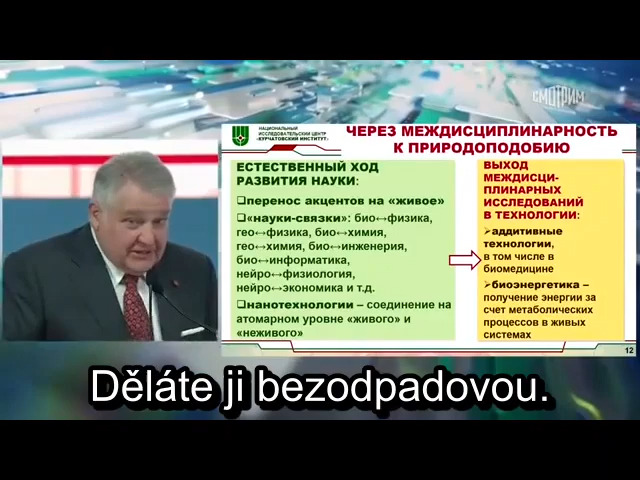 СМОТРИМ
НАЦИОНАЛЬНЫЙ
ИССЛЕДОВАТЕЛЬСКИЙ ЦЕНТР
«КУРЧАТОВСКИЙ ИНСТИТУТ»
ЧЕРЕЗ МЕЖДИСЦИПЛИНАРНОСТЬ
К ПРИРОДОПОДОБИЮ
ЕСТЕСТВЕННЫЙ ХОД
РАЗВИТИЯ НАУКИ:
❑перенос акцентов на «живое»
❑«науки-связки»: био↔физика,
гео↔физика, био↔химия,
гео↔химия, био↔инженерия,
био↔информатика,
нейро↔физиология,
нейро↔экономика и т.д.
❑нанотехнологии – соединение на
атомарном уровне «живого» и
«неживого»
ВЫХОД
МЕЖДИСЦИ-
ПЛИНАРНЫХ
ИССЛЕДОВАНИЙ
В ТЕХНОЛОГИИ:
➢аддитивные
технологии,
в том числе в
биомедицине
➢биоэнергетика –
получение энергии за
счет метаболических
процессов в живых
системах
12
Děláte ji bezodpadovou.